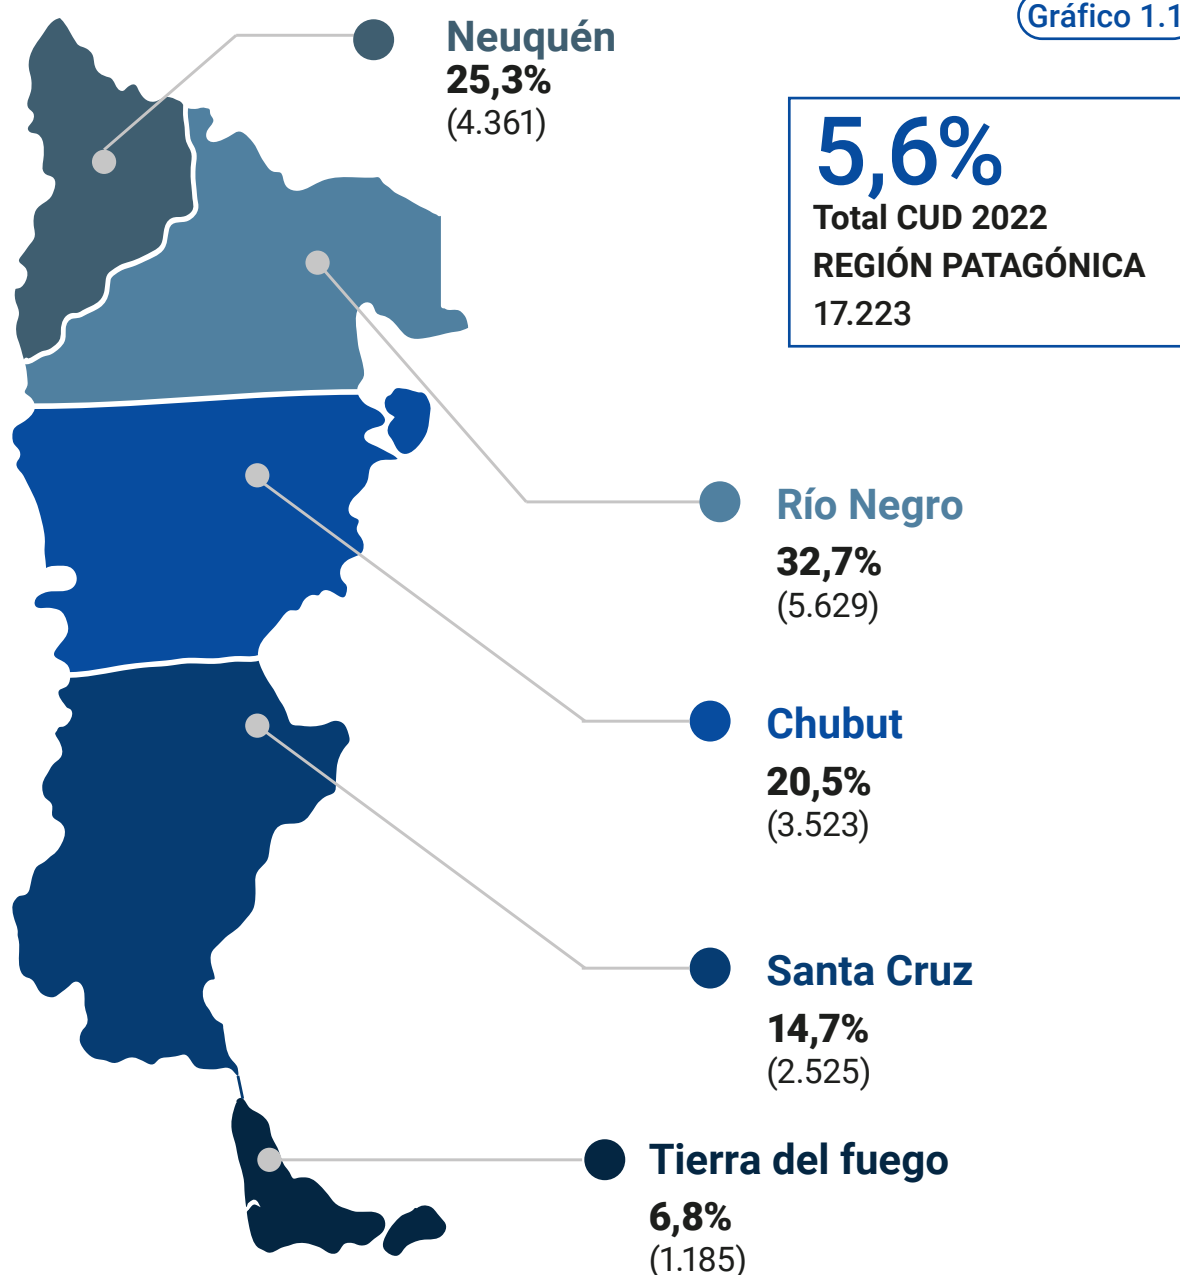 Gráfico 1.1
Neuquén
25,3%
(4.361)
5,6%
Total CUD 2022
REGIÓN PATAGÓNICA
17.223
Río Negro
32,7%
(5.629)
Chubut
20,5%
(3.523)
Santa Cruz
14,7%
(2.525)
Tierra del fuego
6,8%
(1.185)